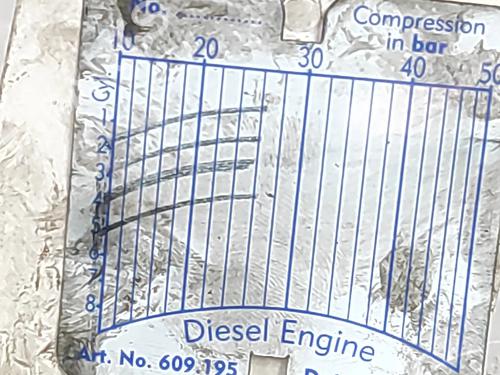 No. ............
Compression
in bar
10 20 30 40 50
Cyl
1
2
3
4
5
6
7
8
Diesel Engine
Art. No. 609.195